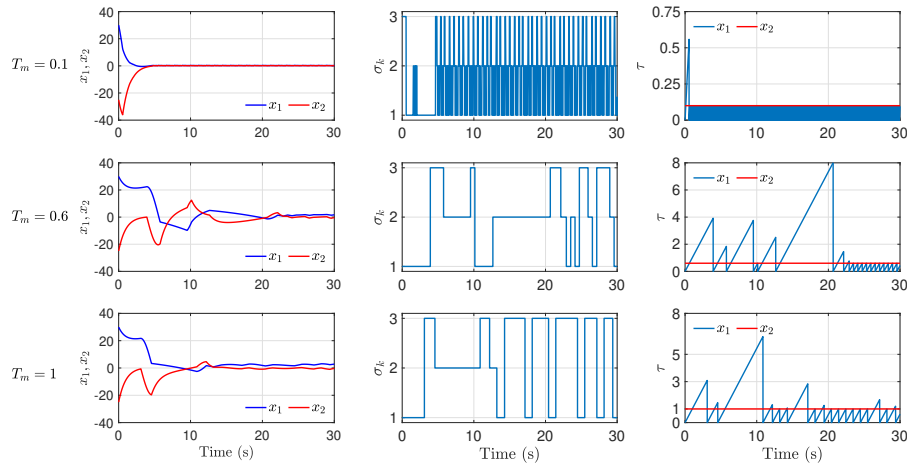 T_m = 0.1
x_1, x_2
40
20
0
-20
-40
0 10 20 30
x_1 x_2
σ_k
3
2
1
0 10 20 30
τ
0.75
0.5
0.25
0
0 10 20 30
x_1 x_2
T_m = 0.6
x_1, x_2
40
20
0
-20
-40
0 10 20 30
x_1 x_2
σ_k
3
2
1
0 10 20 30
τ
8
6
4
2
0
0 10 20 30
x_1 x_2
T_m = 1
x_1, x_2
40
20
0
-20
-40
0 10 20 30
x_1 x_2
Time (s)
σ_k
3
2
1
0 10 20 30
Time (s)
τ
8
5
3
1
0
0 10 20 30
x_1 x_2
Time (s)